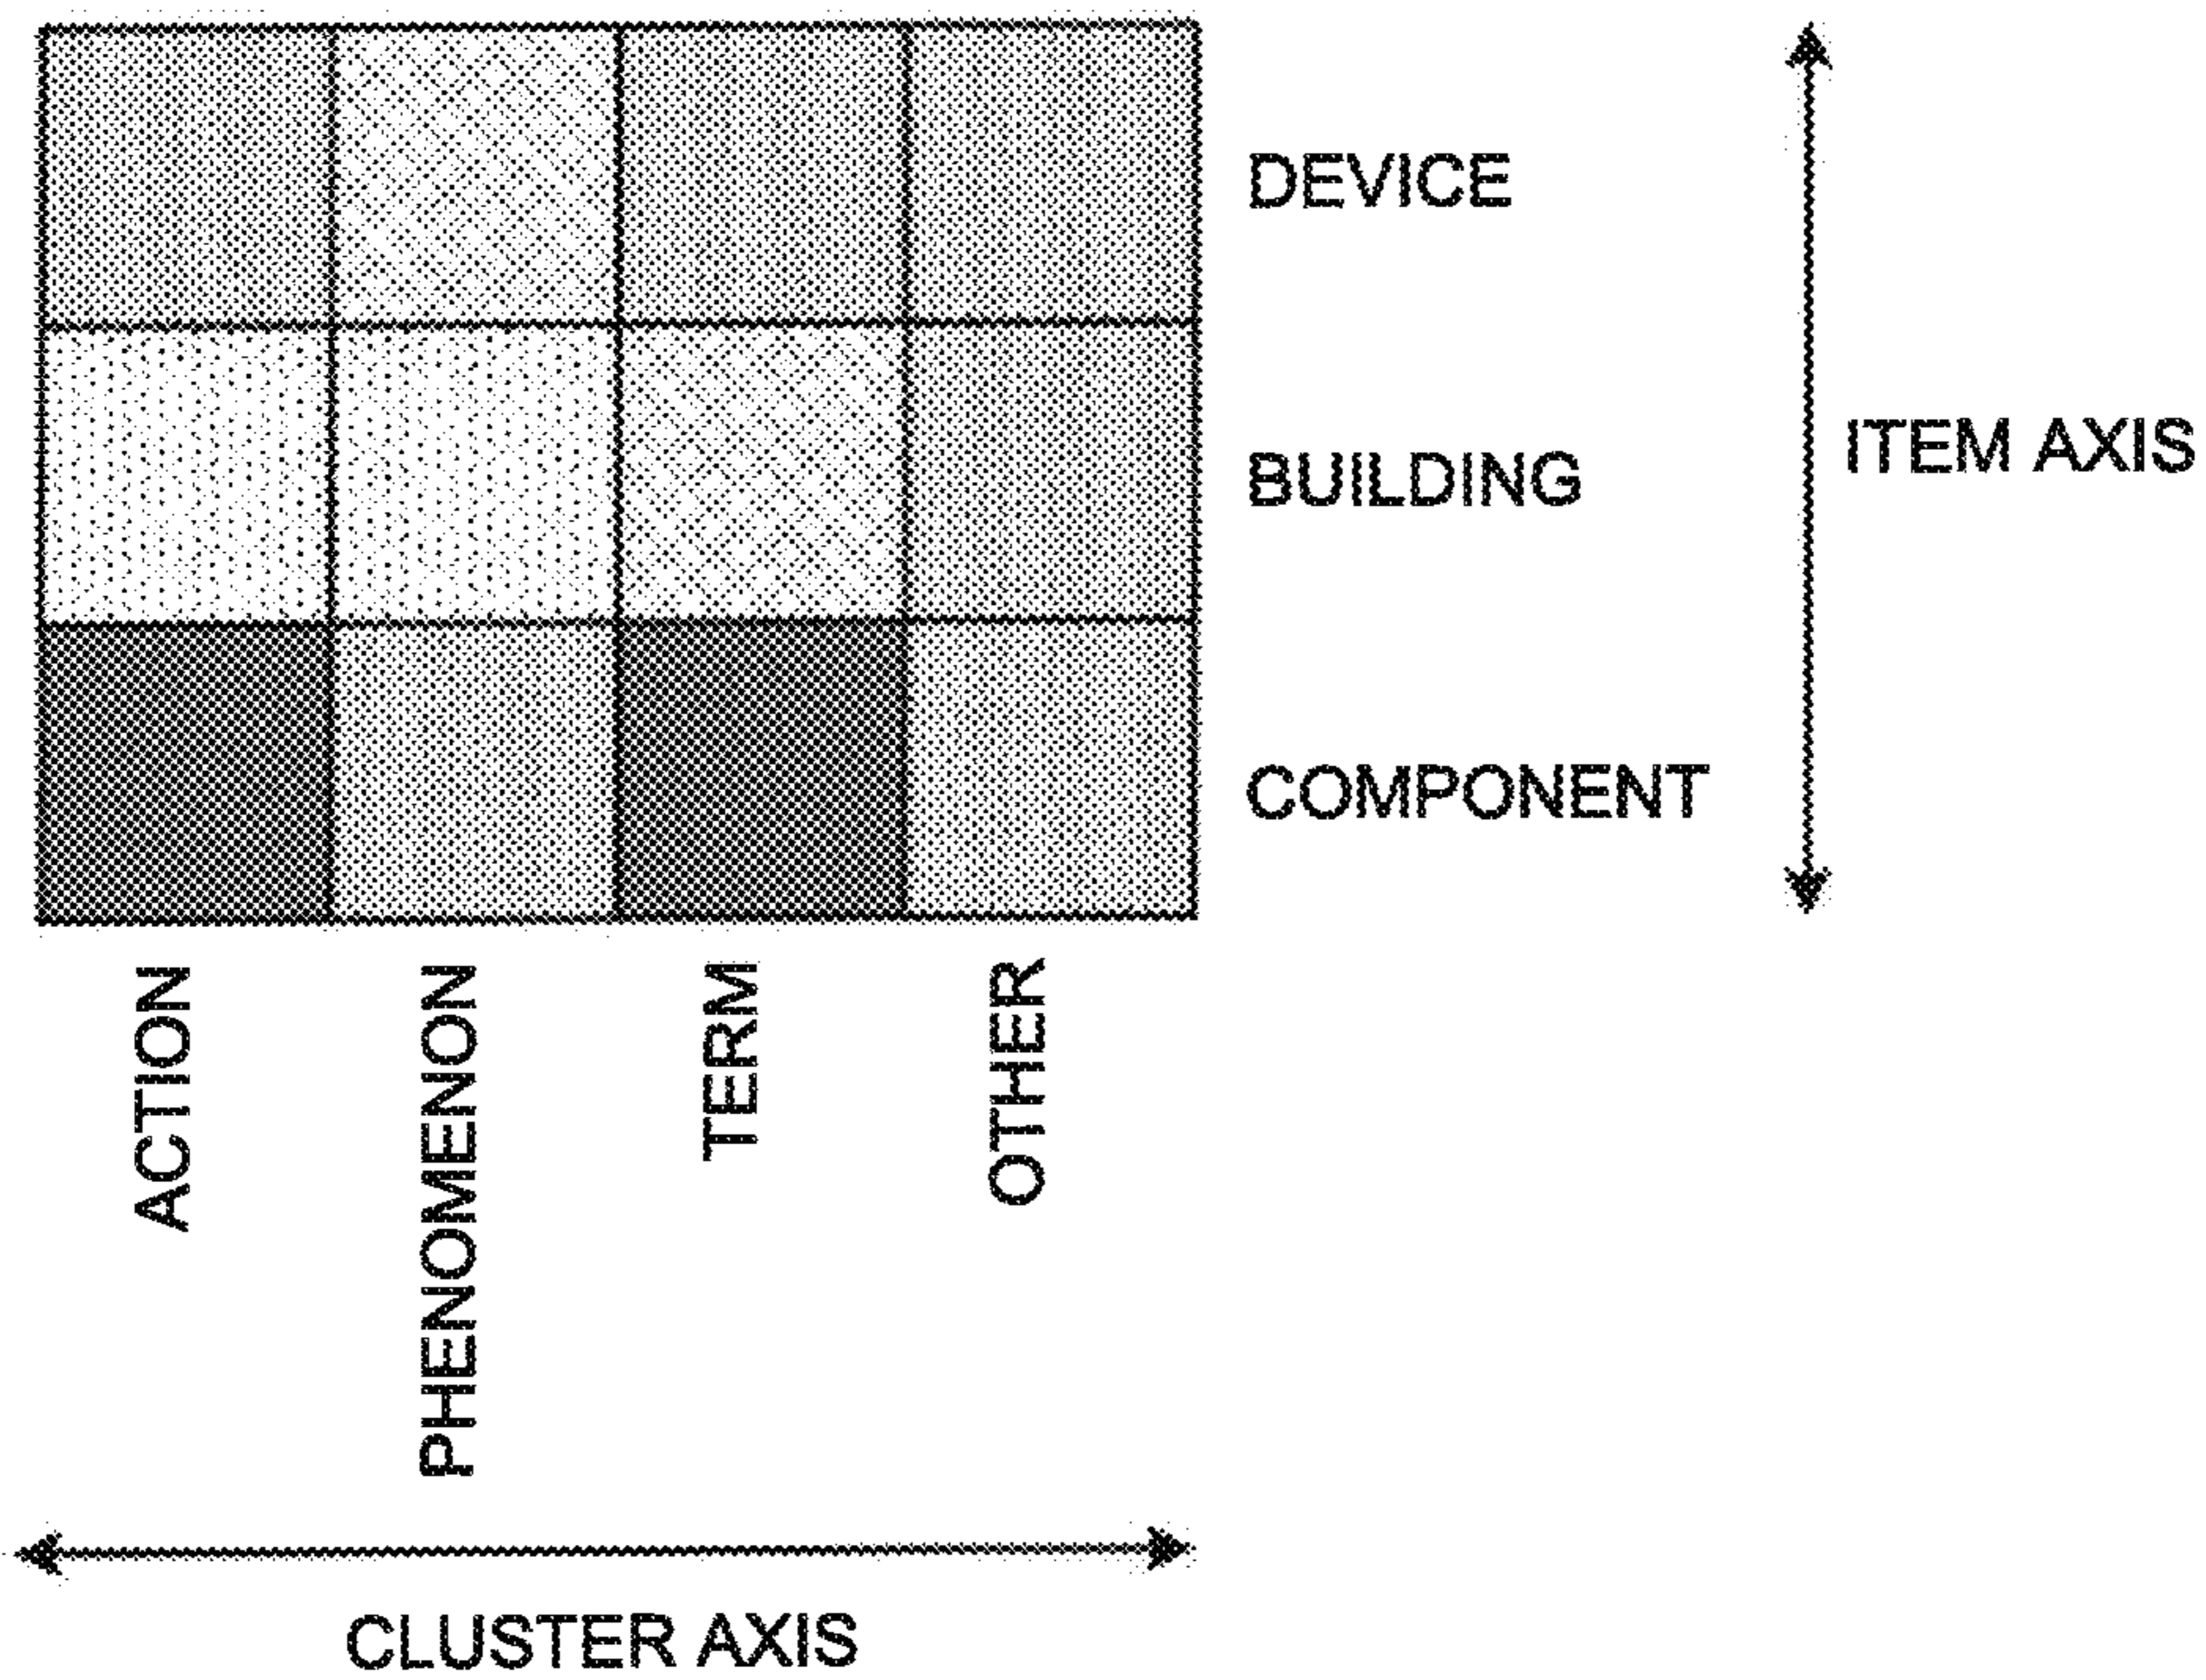 DEVICE
BUILDING
COMPONENT
ITEM AXIS
ACTION
PHENOMENON
TERM
OTHER
CLUSTER AXIS